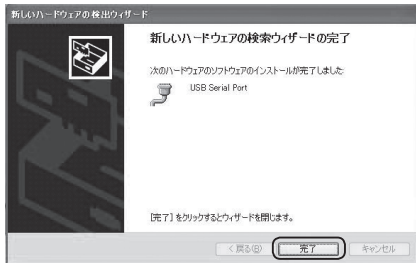 新しいハードウェアの検出ウィザード
新しいハードウェアの検索ウィザードの完了
次のハードウェアのソフトウェアのインストールが完了しました:
USB Serial Port
[完了] をクリックするとウィザードを閉じます。
< 戻る(B)
完了
キャンセル